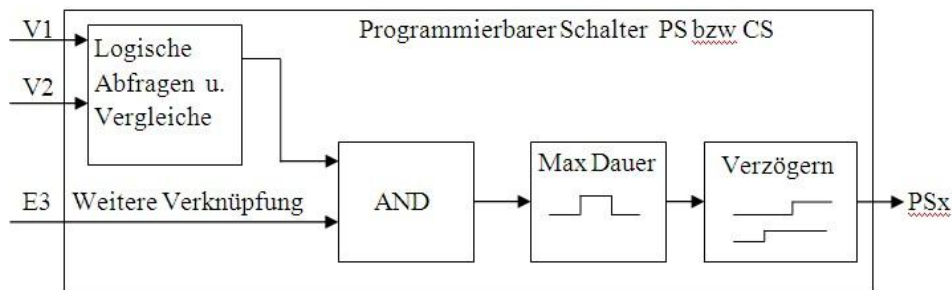 V1
Programmierbarer Schalter PS bzw CS
Logische
Abfragen u.
Vergleiche
V2
Max Dauer
Verzögern
E3
Weitere Verknüpfung
AND
PSx